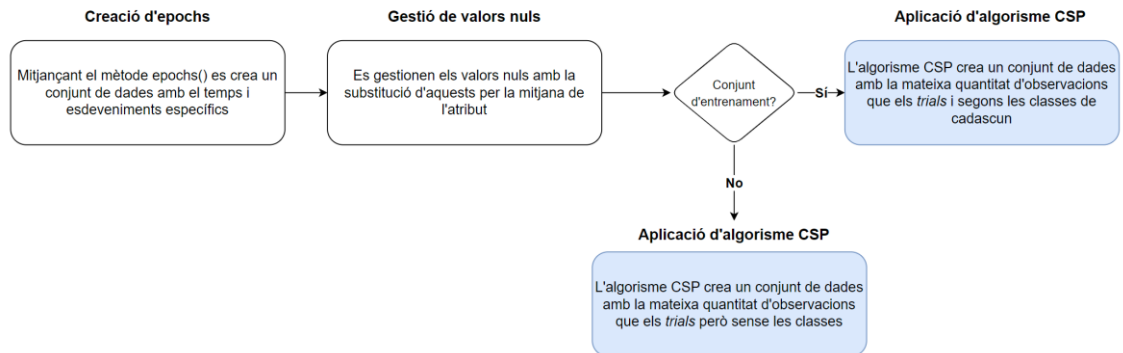 Creació d'epochs
Mitjançant el mètode epochs() es crea un
conjunt de dades amb el temps i
esdeveniments específics
Gestió de valors nuls
Es gestionen els valors nuls amb la
substitució d'aquests per la mitjana de
l'atribut
Conjunt
d'entrenament?
Sí
Aplicació d'algorisme CSP
L'algorisme CSP crea un conjunt de dades
amb la mateixa quantitat d'observacions
que els trials i segons les classes de
cadascun
No
Aplicació d'algorisme CSP
L'algorisme CSP crea un conjunt de dades
amb la mateixa quantitat d'observacions
que els trials però sense les classes